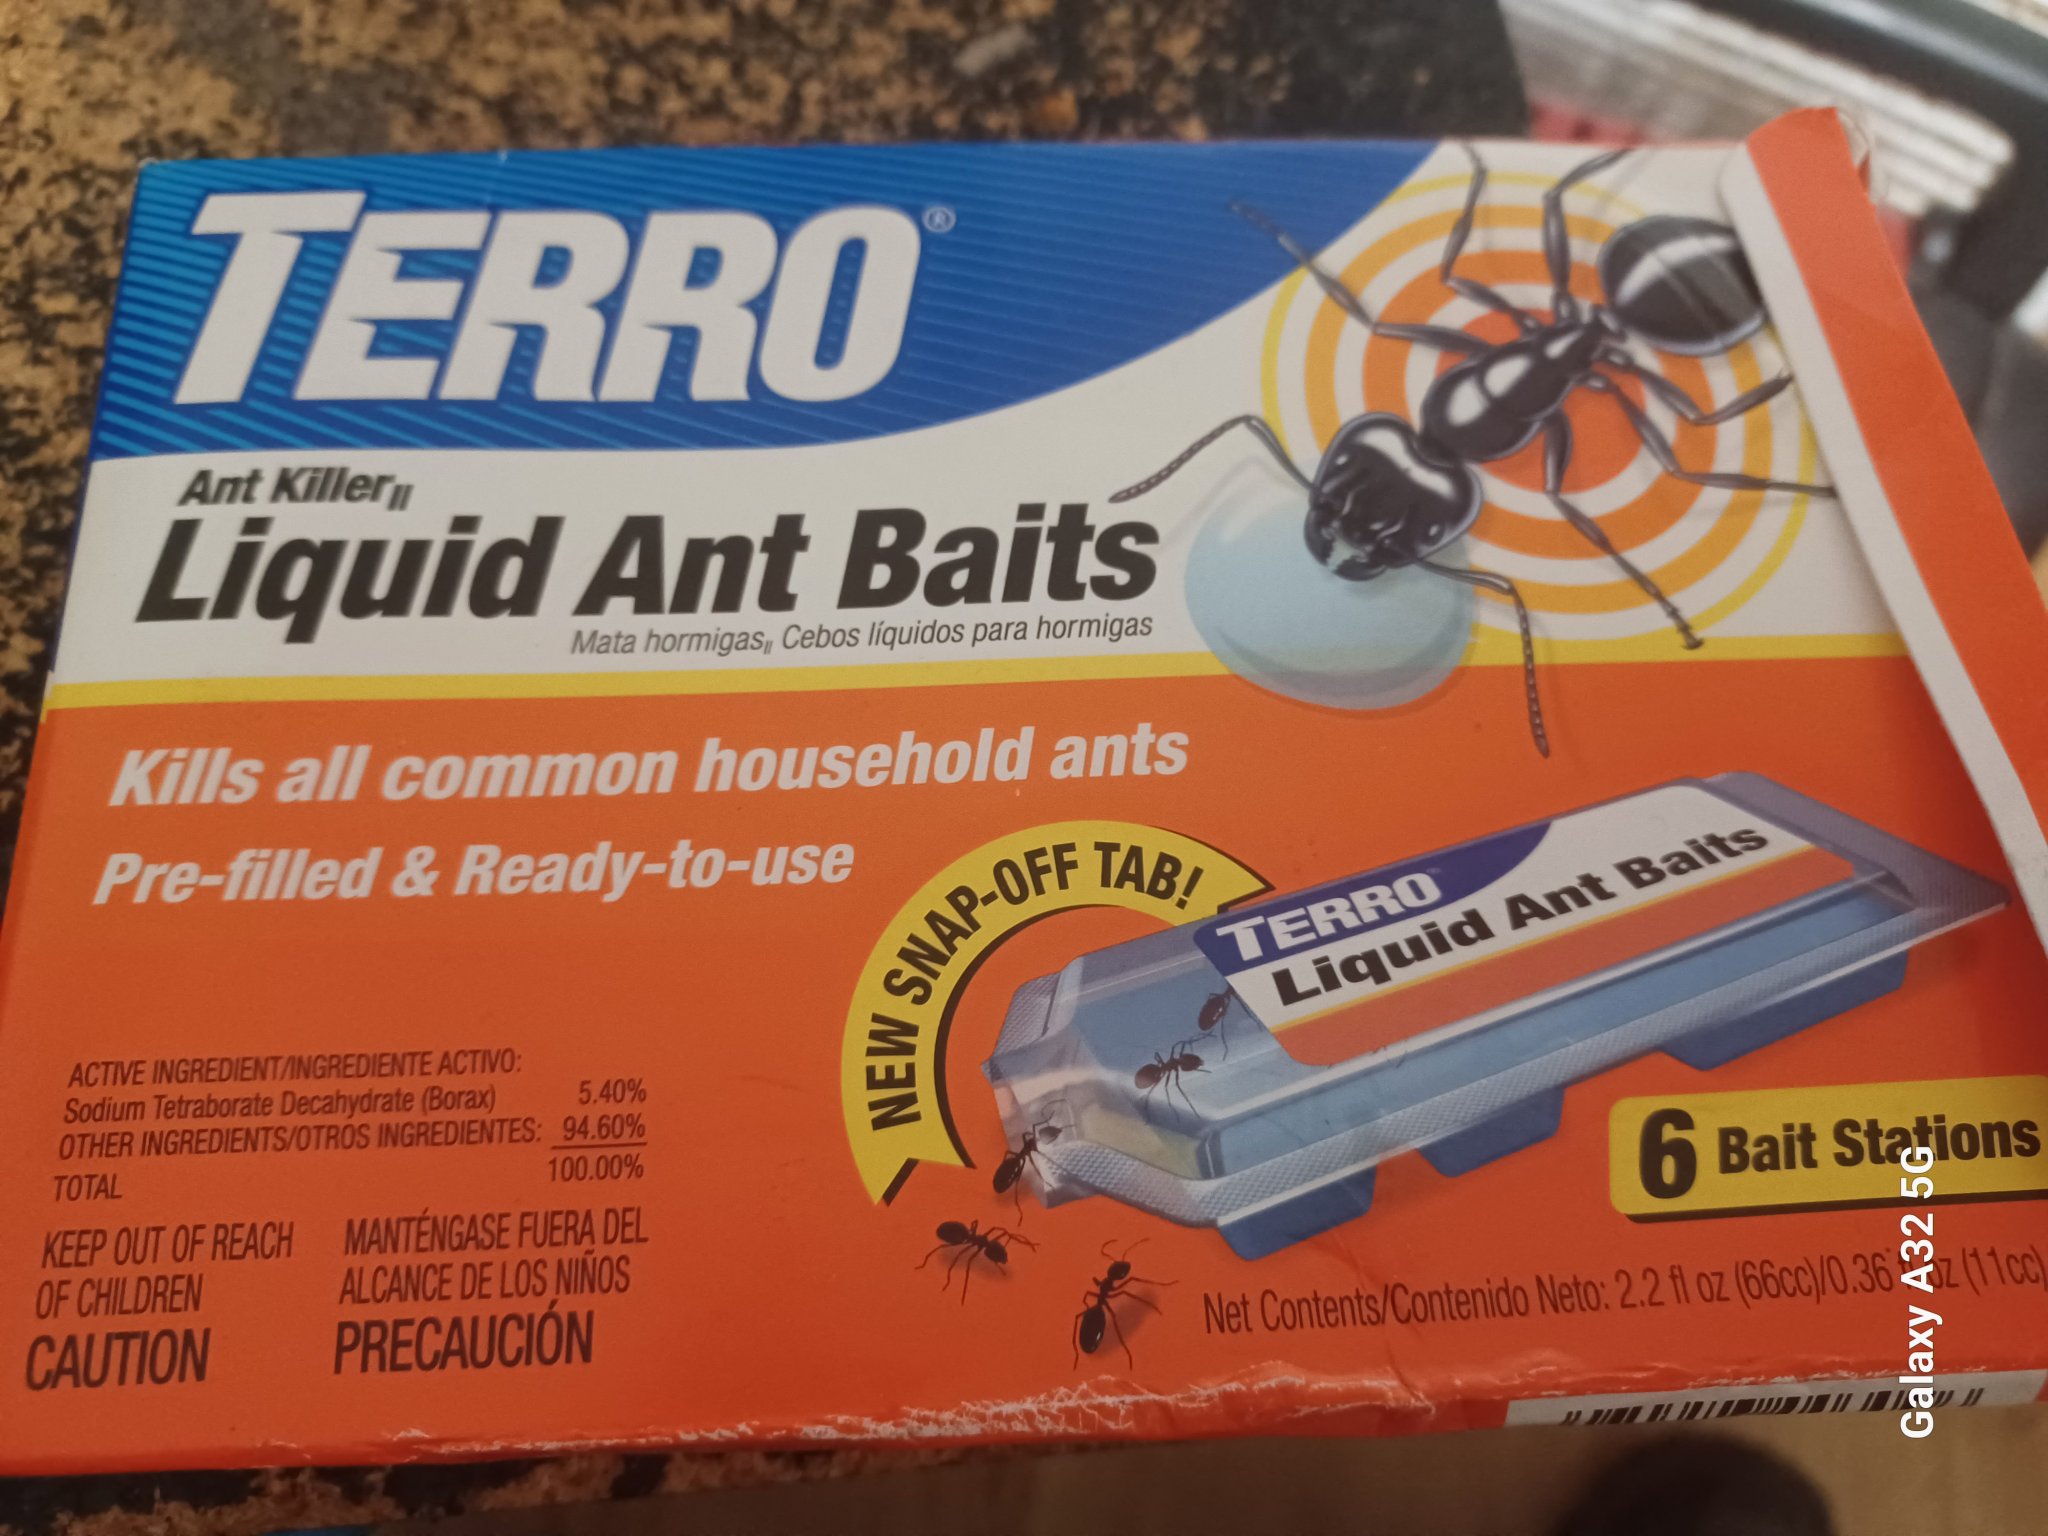 TERRO®
Ant Killer II
Liquid Ant Baits
Mata hormigas II Cebos líquidos para hormigas
Kills all common household ants
Pre-filled & Ready-to-use
NEW SNAP-OFF TAB!
TERRO
Liquid Ant Baits
ACTIVE INGREDIENT/INGREDIENTE ACTIVO:
Sodium Tetraborate Decahydrate (Borax) 5.40%
OTHER INGREDIENTS/OTROS INGREDIENTES: 94.60%
TOTAL 100.00%
6 Bait Stations
KEEP OUT OF REACH
OF CHILDREN
CAUTION
MANTÉNGASE FUERA DEL
ALCANCE DE LOS NIÑOS
PRECAUCIÓN
Net Contents/Contenido Neto: 2.2 fl oz (66cc)/0.36 fl oz (11cc)
Galaxy A32 5G